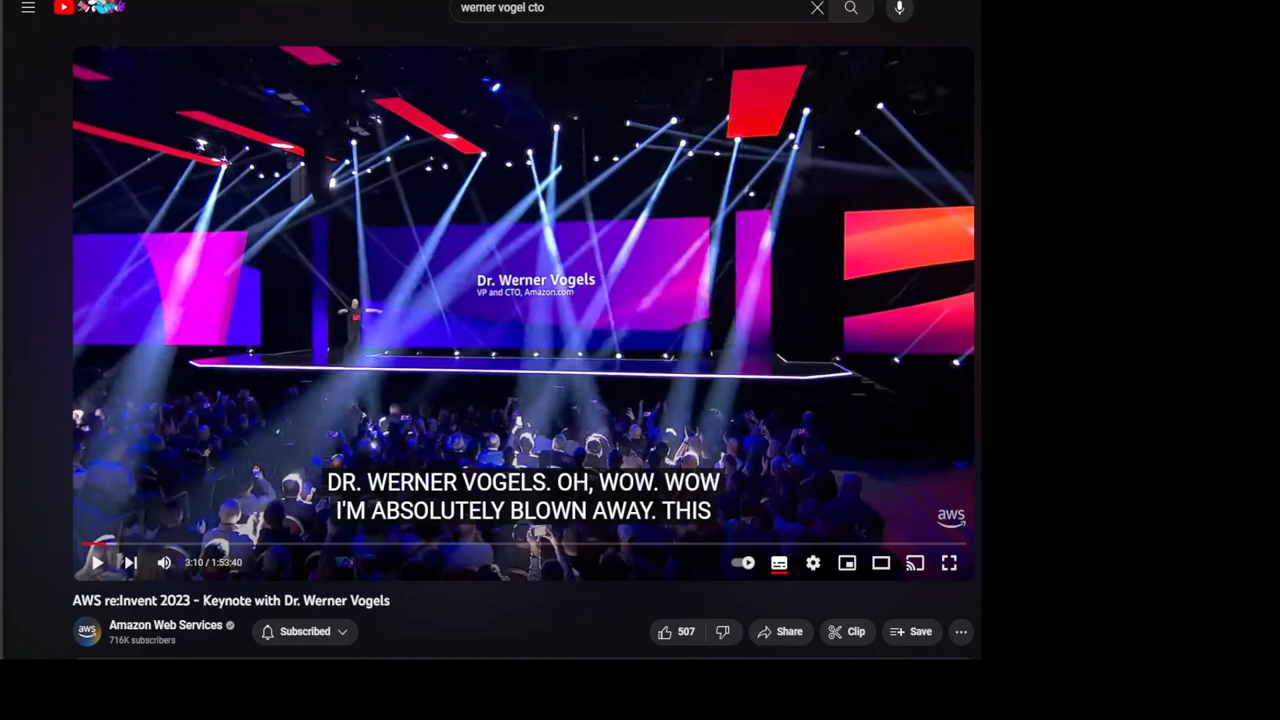 werner vogel cto
Dr. Werner Vogels
VP and CTO, Amazon.com
DR. WERNER VOGELS. OH, WOW. WOW
I'M ABSOLUTELY BLOWN AWAY. THIS
aws
3:10 / 1:53:40
AWS re:Invent 2023 - Keynote with Dr. Werner Vogels
aws
Amazon Web Services
716K subscribers
Subscribed
507
Share
Clip
Save